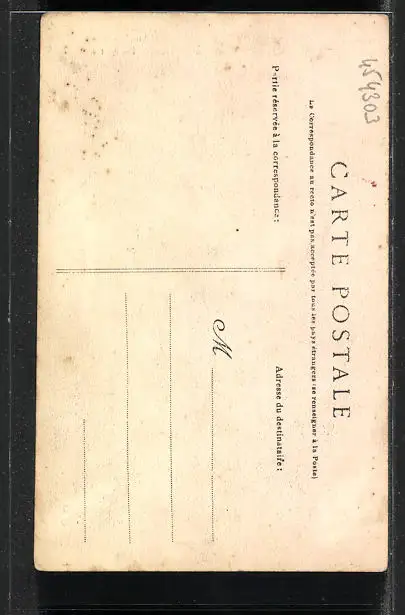 454303
CARTE POSTALE
La Correspondance au recto n'est pas acceptée par tous les pays étrangers (se renseigner à la Poste)
Partie réservée à la correspondance :
Adresse du destinataire :
M